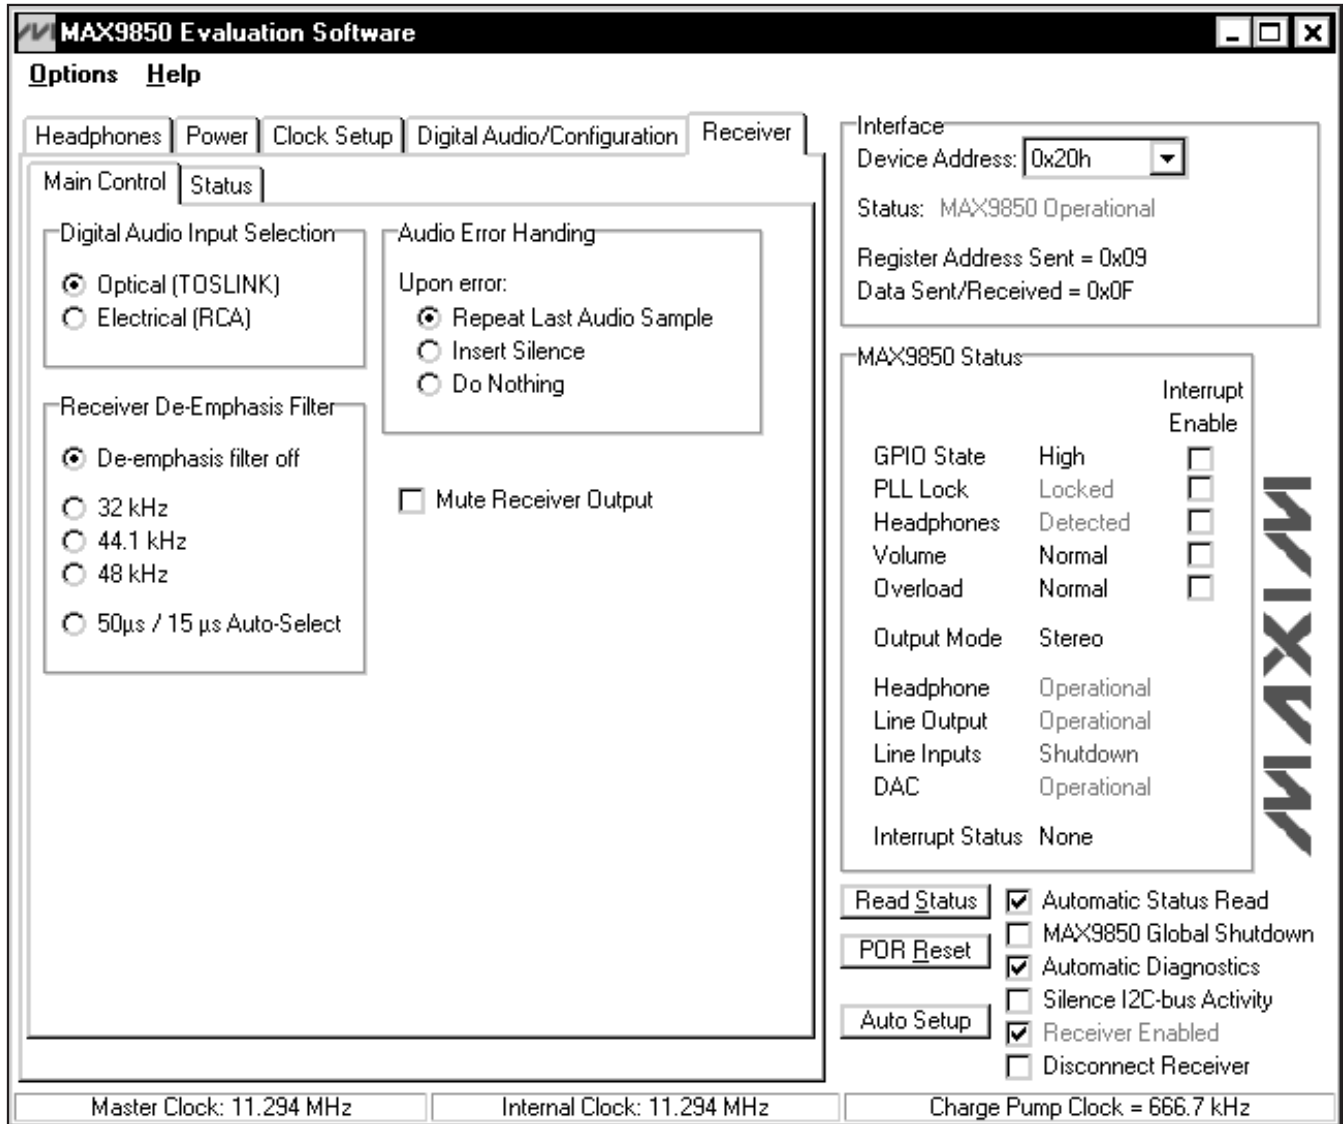 MAX9850 Evaluation Software
Options Help
Headphones Power Clock Setup Digital Audio/Configuration Receiver
Main Control Status
Digital Audio Input Selection
Optical (TOSLINK)
Electrical (RCA)
Audio Error Handing
Upon error:
Repeat Last Audio Sample
Insert Silence
Do Nothing
Receiver De-Emphasis Filter
De-emphasis filter off
32 kHz
44.1 kHz
48 kHz
50µs / 15 µs Auto-Select
Mute Receiver Output
Interface
Device Address: 0x20h
Status: MAX9850 Operational
Register Address Sent = 0x09
Data Sent/Received = 0x0F
MAX9850 Status
Interrupt
Enable
GPIO State High
PLL Lock Locked
Headphones Detected
Volume Normal
Overload Normal
Output Mode Stereo
Headphone Operational
Line Output Operational
Line Inputs Shutdown
DAC Operational
Interrupt Status None
MAXIM
Read Status Automatic Status Read
MAX9850 Global Shutdown
POR Reset
Automatic Diagnostics
Silence I2C-bus Activity
Auto Setup
Receiver Enabled
Disconnect Receiver
Master Clock: 11.294 MHz Internal Clock: 11.294 MHz Charge Pump Clock = 666.7 kHz